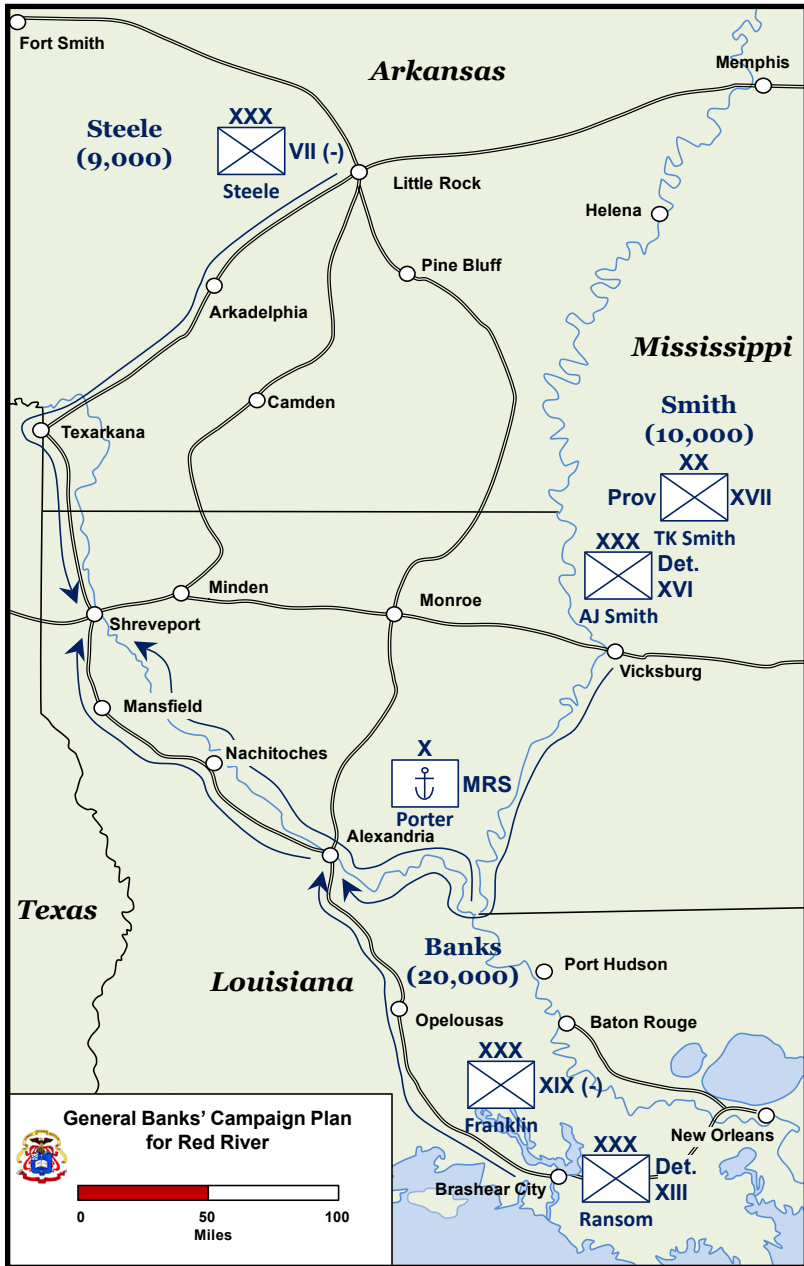 Fort Smith
Arkansas
Memphis
Steele
(9,000)
XXX
VII (-)
Steele
Little Rock
Helena
Pine Bluff
Arkadelphia
Mississippi
Camden
Smith
(10,000)
Texarkana
XX
Prov
XVII
TK Smith
XXX
Det.
XVI
AJ Smith
Minden
Monroe
Shreveport
Vicksburg
Mansfield
Nachitoches
X
MRS
Porter
Alexandria
Texas
Banks
(20,000)
Port Hudson
Louisiana
Opelousas
Baton Rouge
XXX
XIX (-)
Franklin
New Orleans
XXX
Det.
XIII
Ransom
Brashear City
General Banks' Campaign Plan
for Red River
0
50
100
Miles